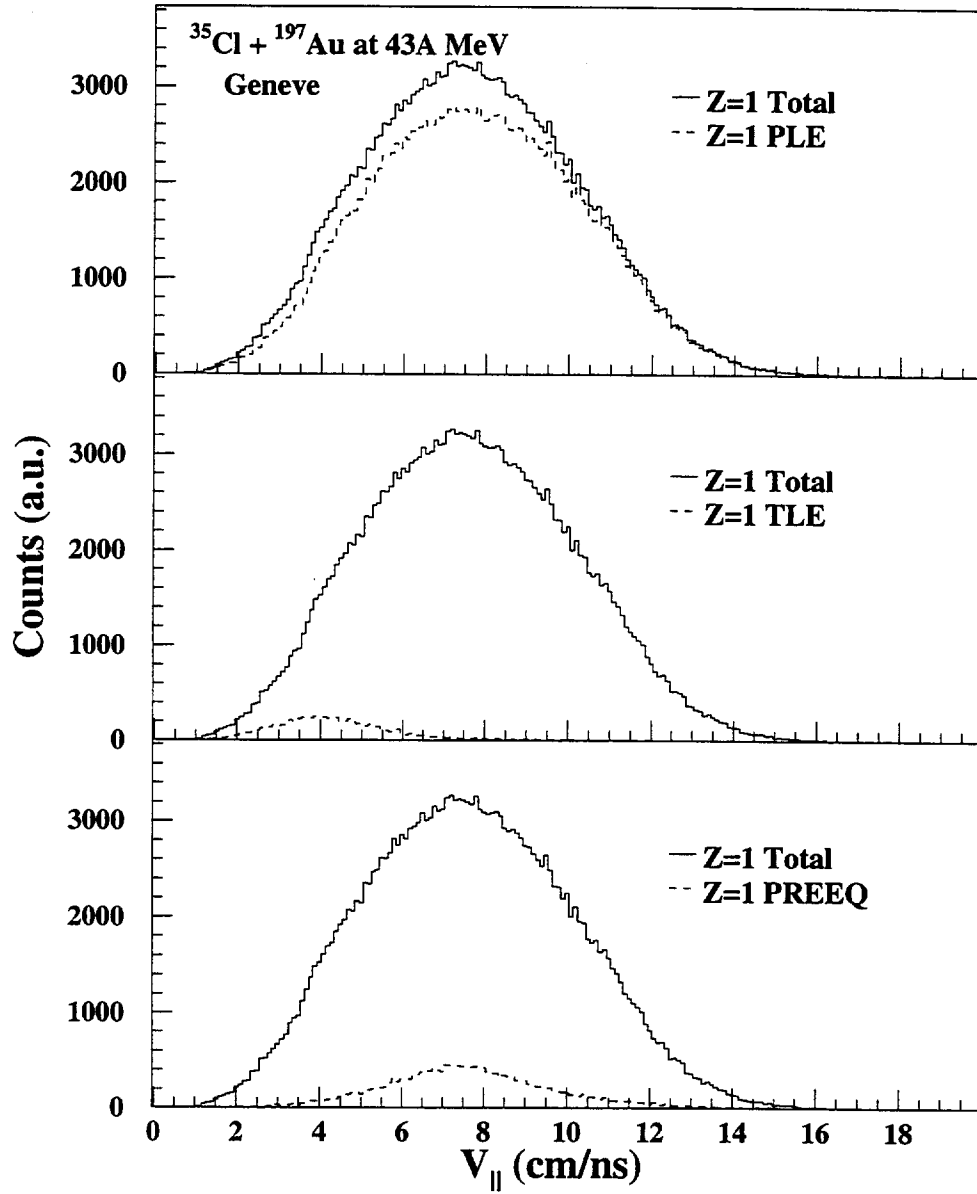 ³⁵Cl + ¹⁹⁷Au at 43A MeV
Geneve
Z=1 Total
Z=1 PLE
3000
2000
1000
0
Z=1 Total
Z=1 TLE
3000
2000
1000
0
Counts (a.u.)
Z=1 Total
Z=1 PREEQ
3000
2000
1000
0
0 2 4 6 8 10 12 14 16 18
V|| (cm/ns)